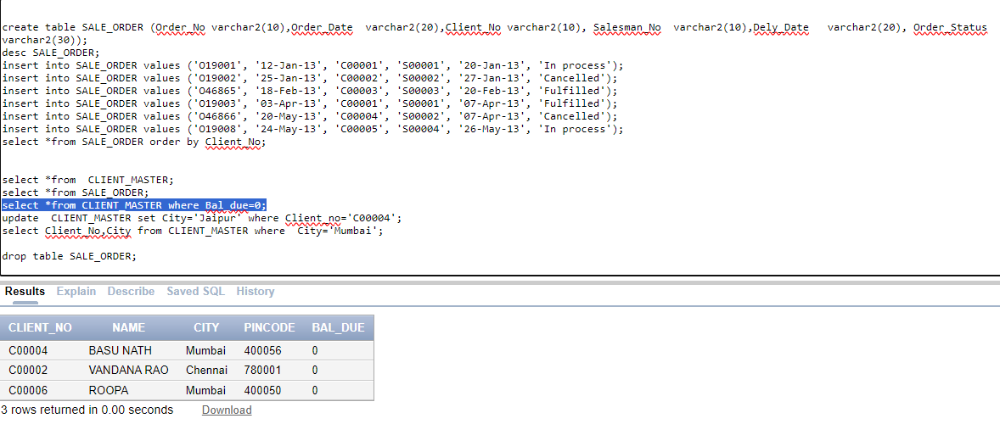 create table SALE_ORDER (Order_No varchar2(10),Order_Date  varchar2(20),Client_No varchar2(10), Salesman_No  varchar2(10),Dely_Date   varchar2(20), Order_Status
varchar2(30));
desc SALE_ORDER;
insert into SALE_ORDER values ('O19001', '12-Jan-13', 'C00001', 'S00001', '20-Jan-13', 'In process');
insert into SALE_ORDER values ('O19002', '25-Jan-13', 'C00002', 'S00002', '27-Jan-13', 'Cancelled');
insert into SALE_ORDER values ('O46865', '18-Feb-13', 'C00003', 'S00003', '20-Feb-13', 'Fulfilled');
insert into SALE_ORDER values ('O19003', '03-Apr-13', 'C00001', 'S00001', '07-Apr-13', 'Fulfilled');
insert into SALE_ORDER values ('O46866', '20-May-13', 'C00004', 'S00002', '07-Apr-13', 'Cancelled');
insert into SALE_ORDER values ('O19008', '24-May-13', 'C00005', 'S00004', '26-May-13', 'In process');
select *from SALE_ORDER order by Client_No;
select *from  CLIENT_MASTER;
select *from SALE_ORDER;
select *from CLIENT_MASTER where Bal_due=0;
update  CLIENT_MASTER set City='Jaipur' where Client_no='C00004';
select Client_No,City from CLIENT_MASTER where  City='Mumbai';
drop table SALE_ORDER;
Results Explain Describe Saved SQL History
CLIENT_NO NAME CITY PINCODE BAL_DUE
C00004 BASU NATH Mumbai 400056 0
C00002 VANDANA RAO Chennai 780001 0
C00006 ROOPA Mumbai 400050 0
3 rows returned in 0.00 seconds Download